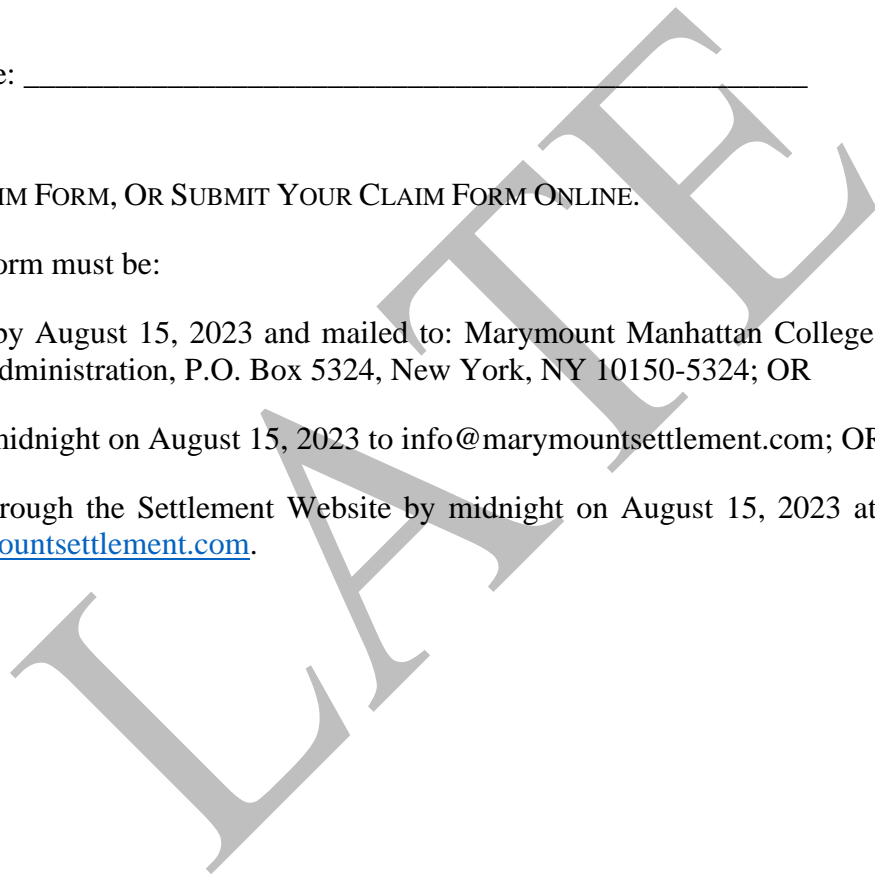 e: _________________________________________________
IM FORM, OR SUBMIT YOUR CLAIM FORM ONLINE.
orm must be:
by August 15, 2023 and mailed to: Marymount Manhattan College
dministration, P.O. Box 5324, New York, NY 10150-5324; OR
midnight on August 15, 2023 to info@marymountsettlement.com; OR
rough the Settlement Website by midnight on August 15, 2023 at
ountsettlement.com.
LATE